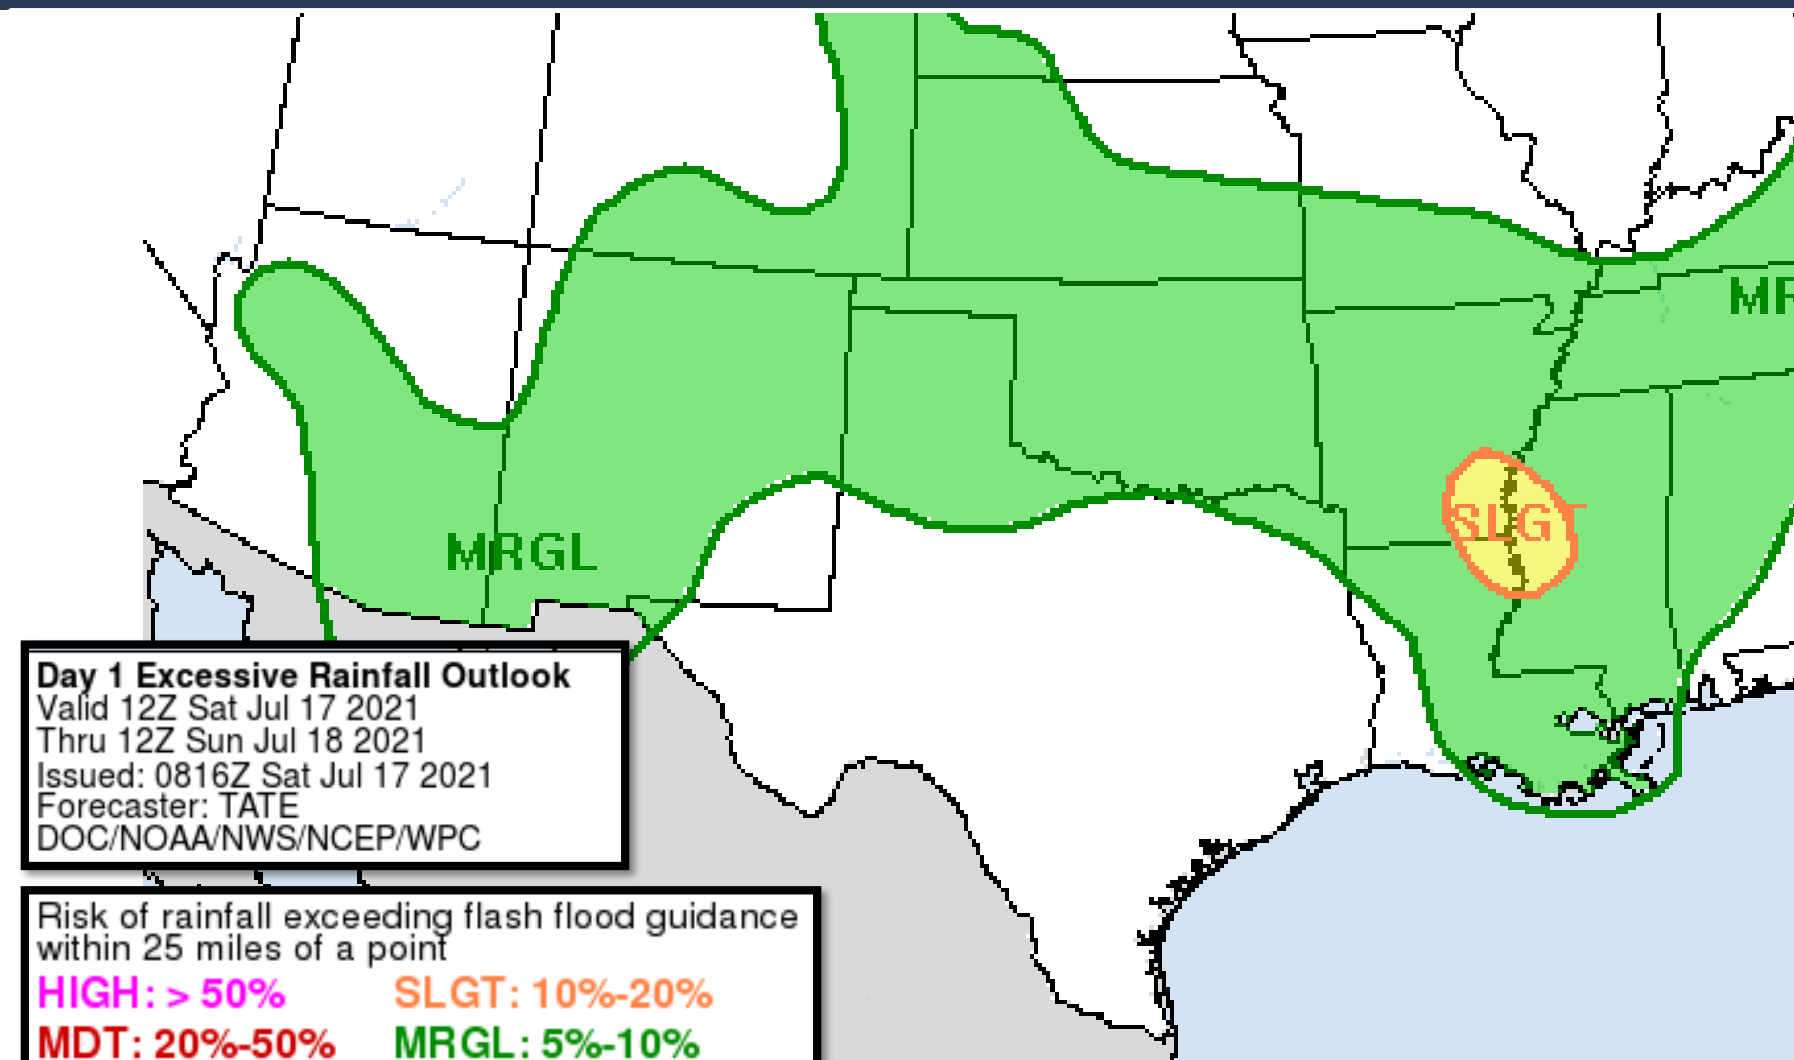 MR
SLGT
MRGL
Day 1 Excessive Rainfall Outlook
Valid 12Z Sat Jul 17 2021
Thru 12Z Sun Jul 18 2021
Issued: 0816Z Sat Jul 17 2021
Forecaster: TATE
DOC/NOAA/NWS/NCEP/WPC
Risk of rainfall exceeding flash flood guidance
within 25 miles of a point
HIGH: > 50% SLGT: 10%-20%
MDT: 20%-50% MRGL: 5%-10%